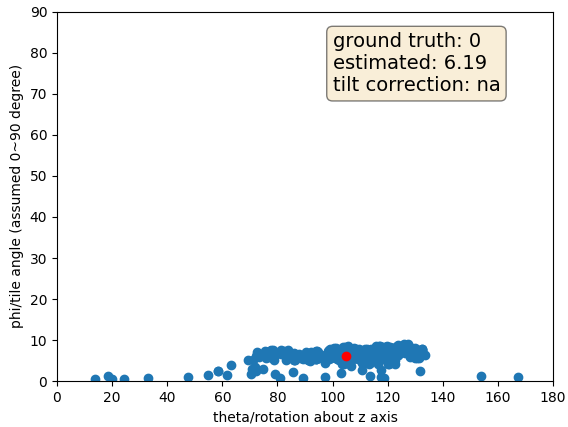 ground truth: 0
estimated: 6.19
tilt correction: na
phi/tile angle (assumed 0~90 degree)
90
80
70
60
50
40
30
20
10
0
0 20 40 60 80 100 120 140 160 180
theta/rotation about z axis